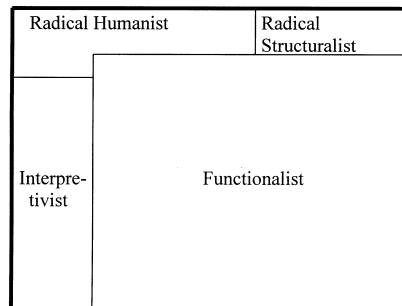 Radical Humanist
Radical
Structuralist
Interpre-
tivist
Functionalist